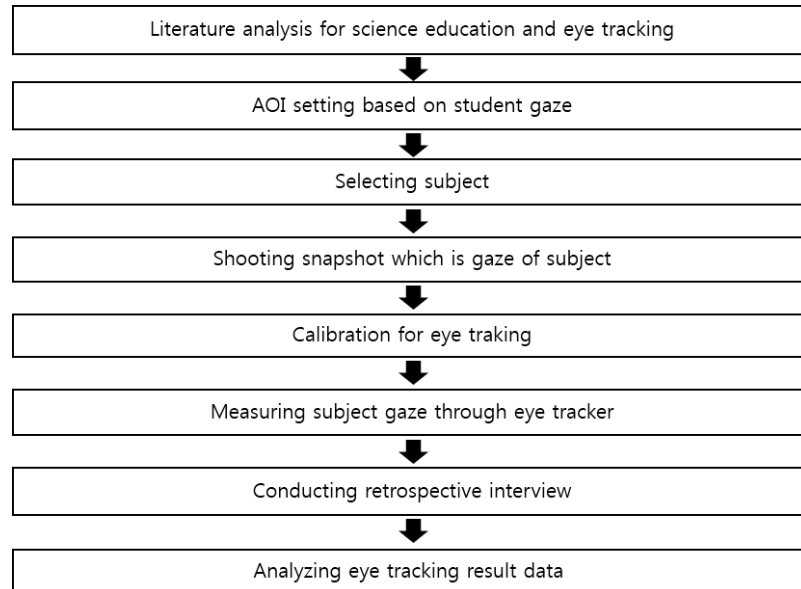 Literature analysis for science education and eye tracking
AOI setting based on student gaze
Selecting subject
Shooting snapshot which is gaze of subject
Calibration for eye traking
Measuring subject gaze through eye tracker
Conducting retrospective interview
Analyzing eye tracking result data